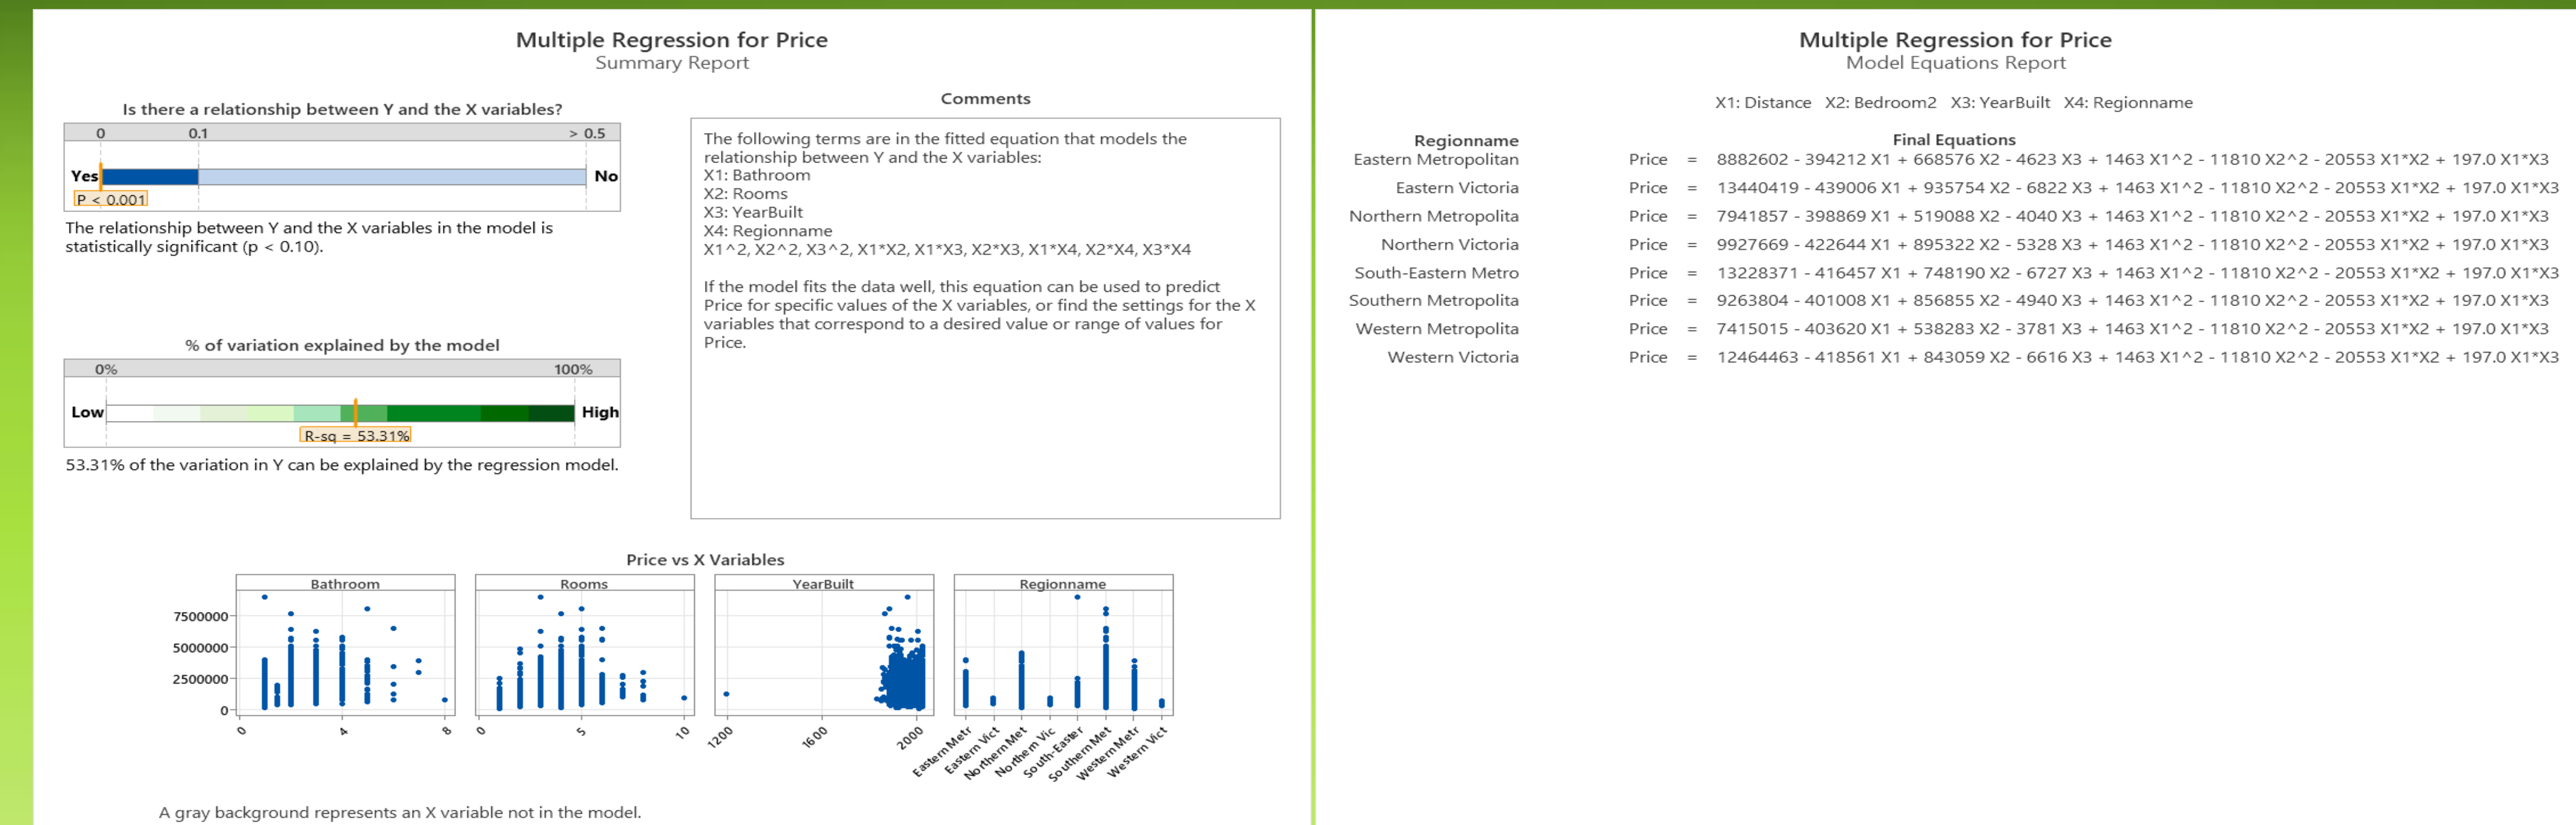 Multiple Regression for Price
Summary Report
Is there a relationship between Y and the X variables?
0 0.1 > 0.5
Yes No
P < 0.001
The relationship between Y and the X variables in the model is
statistically significant (p < 0.10).
% of variation explained by the model
0% 100%
Low High
R-sq = 53.31%
53.31% of the variation in Y can be explained by the regression model.
Comments
The following terms are in the fitted equation that models the
relationship between Y and the X variables:
X1: Bathroom
X2: Rooms
X3: YearBuilt
X4: Regionname
X1^2, X2^2, X3^2, X1*X2, X1*X3, X2*X3, X1*X4, X2*X4, X3*X4
If the model fits the data well, this equation can be used to predict
Price for specific values of the X variables, or find the settings for the X
variables that correspond to a desired value or range of values for
Price.
Price vs X Variables
Bathroom Rooms YearBuilt Regionname
7500000
5000000
2500000
0
0 4 8 0 5 10 1200 1600 2000
Eastern Metr
Eastern Vict
Northern Met
Northern Vic
South-Easter
Southern Met
Western Metr
Western Vict
A gray background represents an X variable not in the model.
Multiple Regression for Price
Model Equations Report
X1: Distance X2: Bedroom2 X3: YearBuilt X4: Regionname
Regionname Final Equations
Eastern Metropolitan Price = 8882602 - 394212 X1 + 668576 X2 - 4623 X3 + 1463 X1^2 - 11810 X2^2 - 20553 X1*X2 + 197.0 X1*X3
Eastern Victoria Price = 13440419 - 439006 X1 + 935754 X2 - 6822 X3 + 1463 X1^2 - 11810 X2^2 - 20553 X1*X2 + 197.0 X1*X3
Northern Metropolita Price = 7941857 - 398869 X1 + 519088 X2 - 4040 X3 + 1463 X1^2 - 11810 X2^2 - 20553 X1*X2 + 197.0 X1*X3
Northern Victoria Price = 9927669 - 422644 X1 + 895322 X2 - 5328 X3 + 1463 X1^2 - 11810 X2^2 - 20553 X1*X2 + 197.0 X1*X3
South-Eastern Metro Price = 13228371 - 416457 X1 + 748190 X2 - 6727 X3 + 1463 X1^2 - 11810 X2^2 - 20553 X1*X2 + 197.0 X1*X3
Southern Metropolita Price = 9263804 - 401008 X1 + 856855 X2 - 4940 X3 + 1463 X1^2 - 11810 X2^2 - 20553 X1*X2 + 197.0 X1*X3
Western Metropolita Price = 7415015 - 403620 X1 + 538283 X2 - 3781 X3 + 1463 X1^2 - 11810 X2^2 - 20553 X1*X2 + 197.0 X1*X3
Western Victoria Price = 12464463 - 418561 X1 + 843059 X2 - 6616 X3 + 1463 X1^2 - 11810 X2^2 - 20553 X1*X2 + 197.0 X1*X3